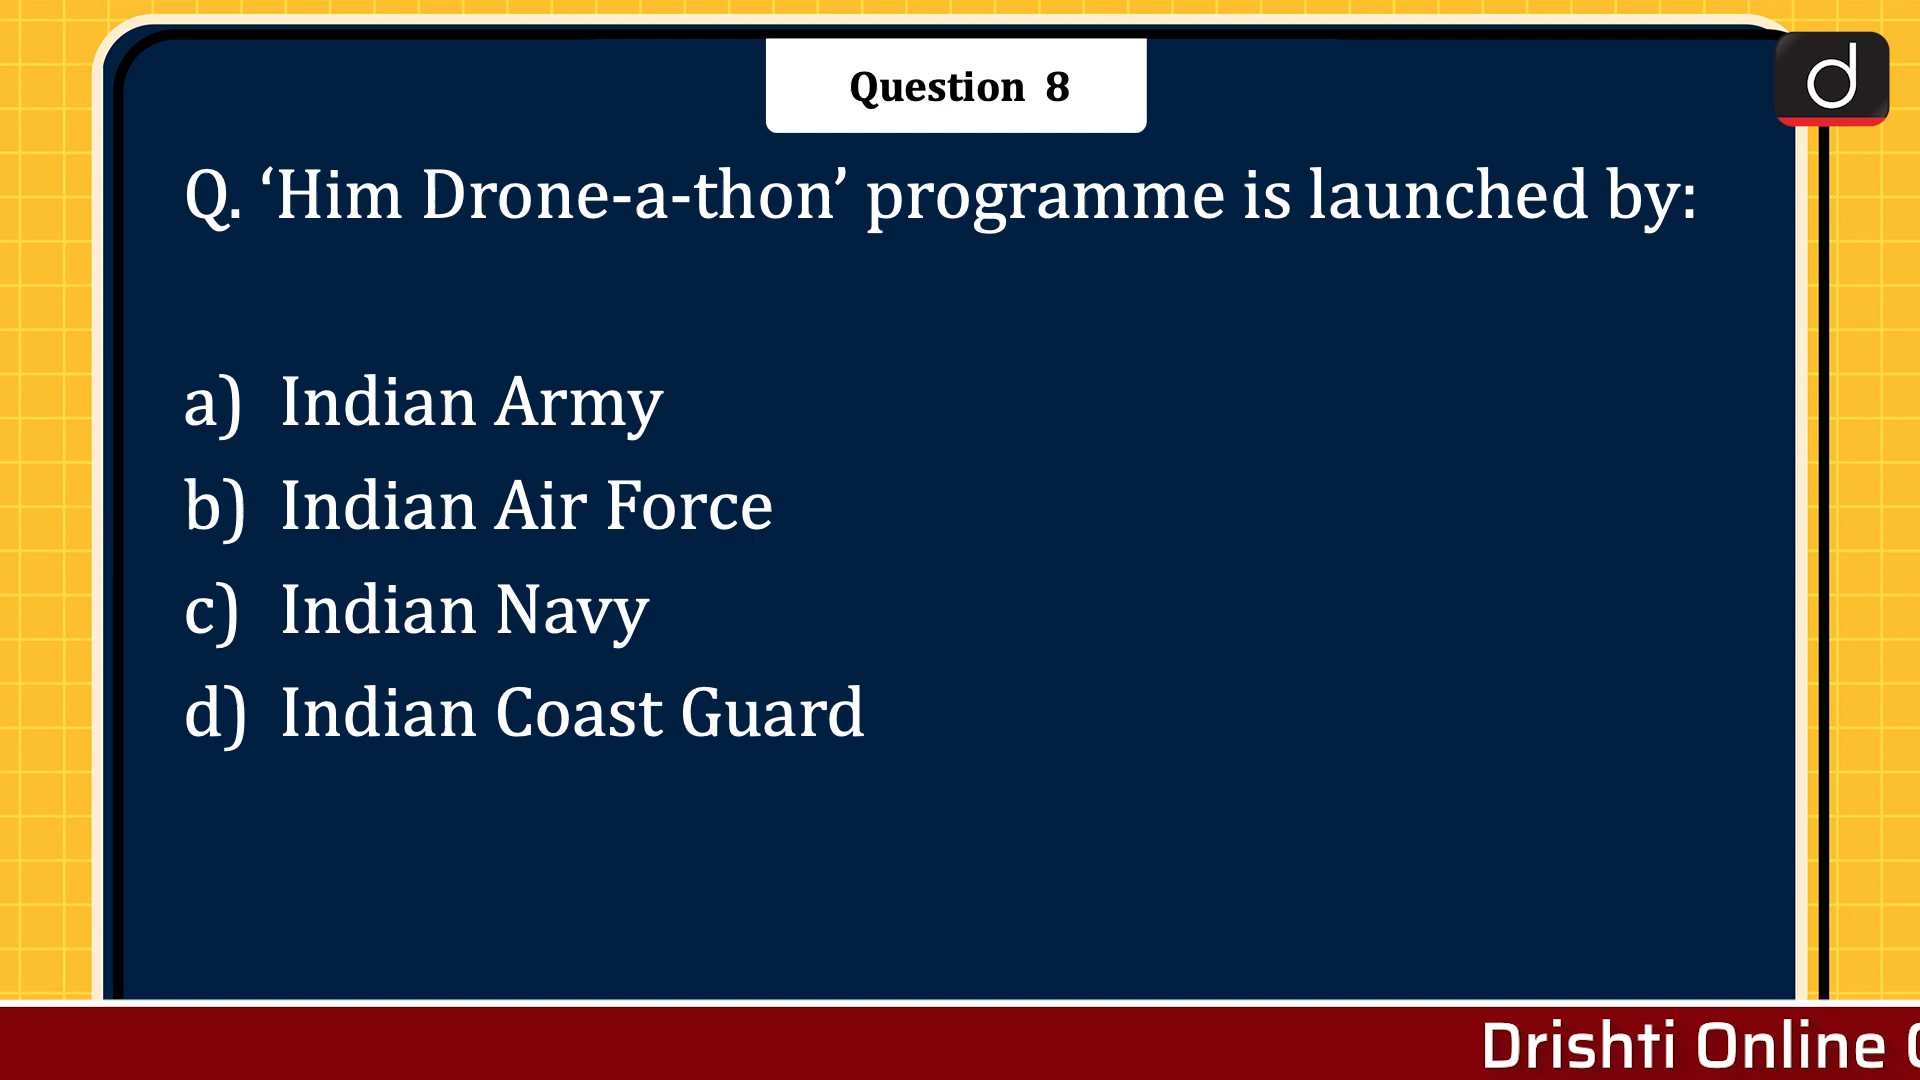 Question 8
d
Q. ‘Him Drone-a-thon’ programme is launched by:
a) Indian Army
b) Indian Air Force
c) Indian Navy
d) Indian Coast Guard
Drishti Online